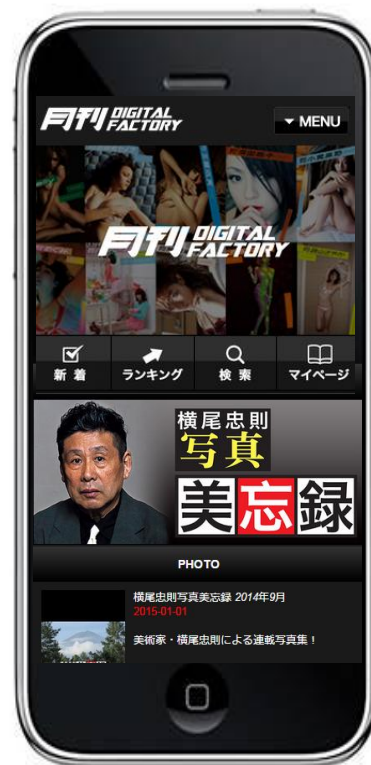 月刊 DIGITAL FACTORY
MENU
月刊 DIGITAL FACTORY
新着
ランキング
検索
マイページ
横尾忠則
写真
美忘録
PHOTO
横尾忠則写真美忘録 2014年9月
2015-01-01
美術家・横尾忠則による連載写真集！